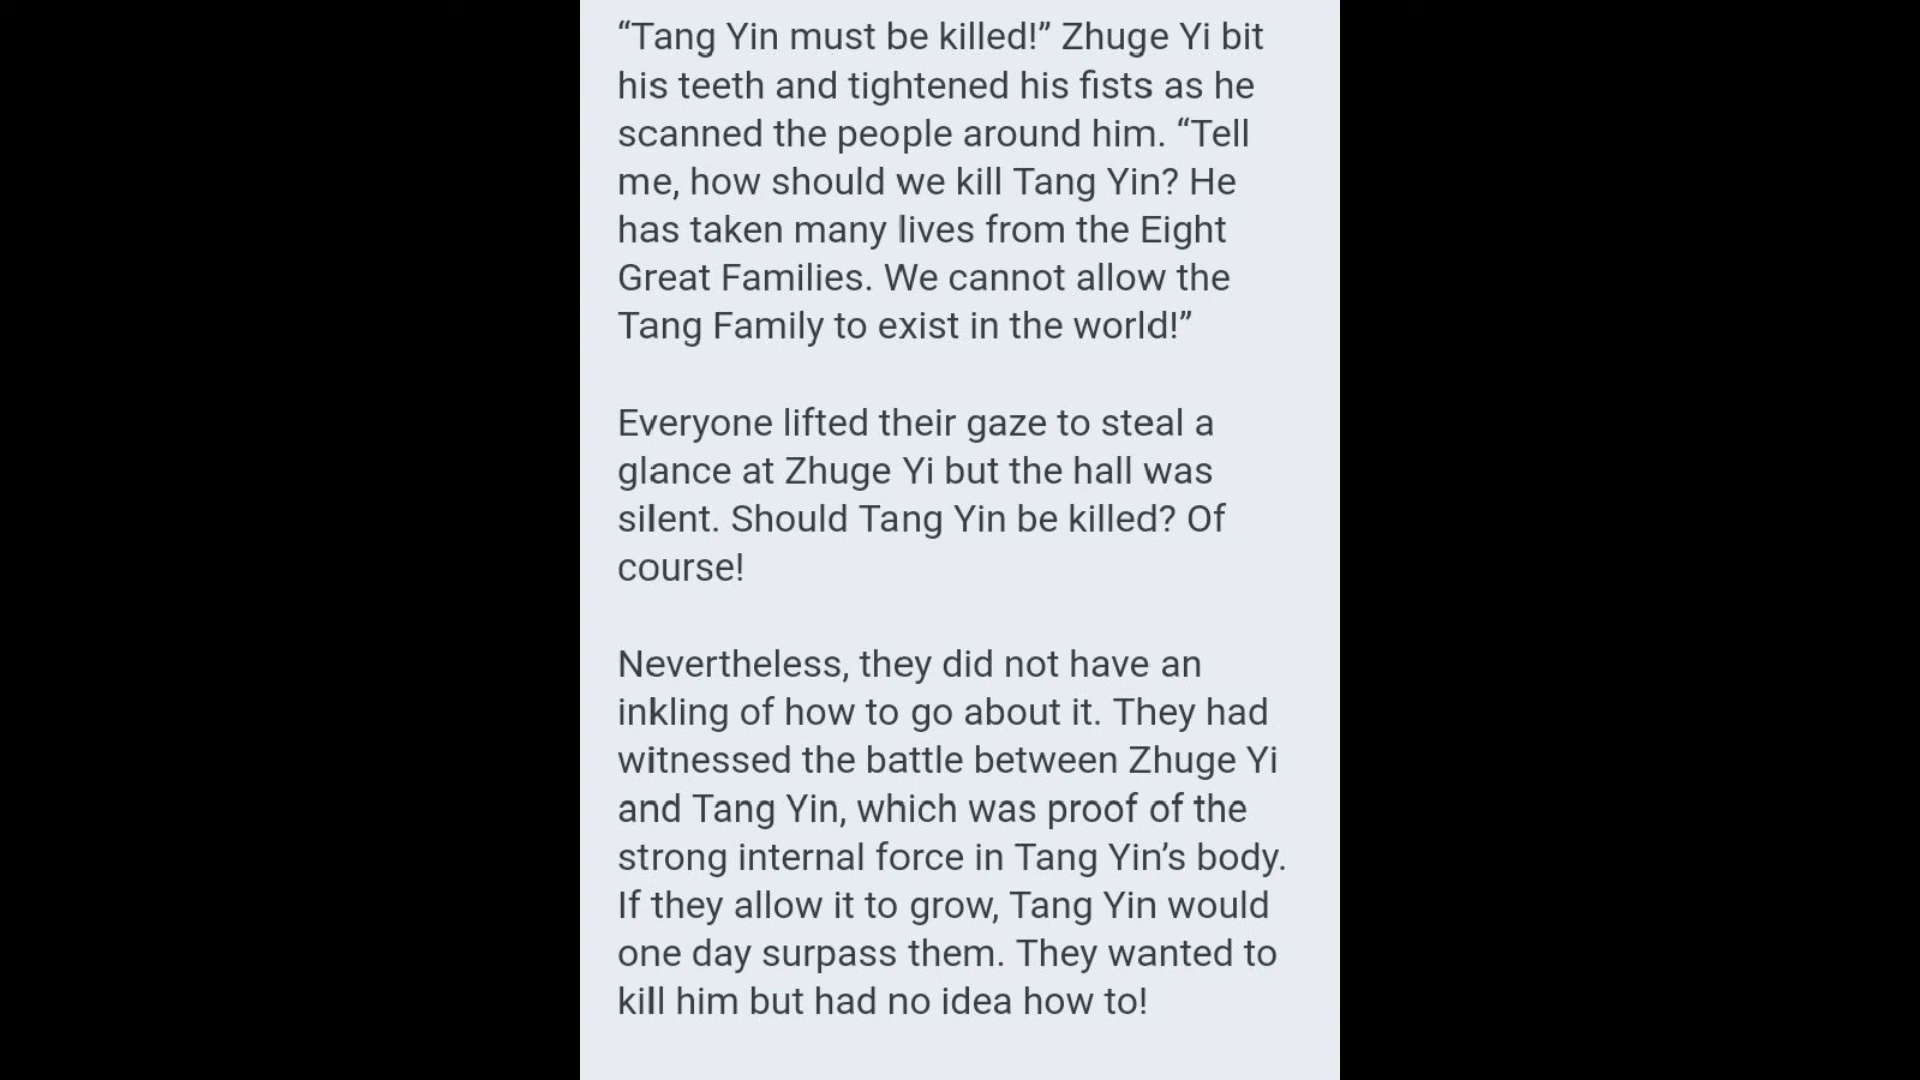 “Tang Yin must be killed!” Zhuge Yi bit
his teeth and tightened his fists as he
scanned the people around him. “Tell
me, how should we kill Tang Yin? He
has taken many lives from the Eight
Great Families. We cannot allow the
Tang Family to exist in the world!”
Everyone lifted their gaze to steal a
glance at Zhuge Yi but the hall was
silent. Should Tang Yin be killed? Of
course!
Nevertheless, they did not have an
inkling of how to go about it. They had
witnessed the battle between Zhuge Yi
and Tang Yin, which was proof of the
strong internal force in Tang Yin’s body.
If they allow it to grow, Tang Yin would
one day surpass them. They wanted to
kill him but had no idea how to!